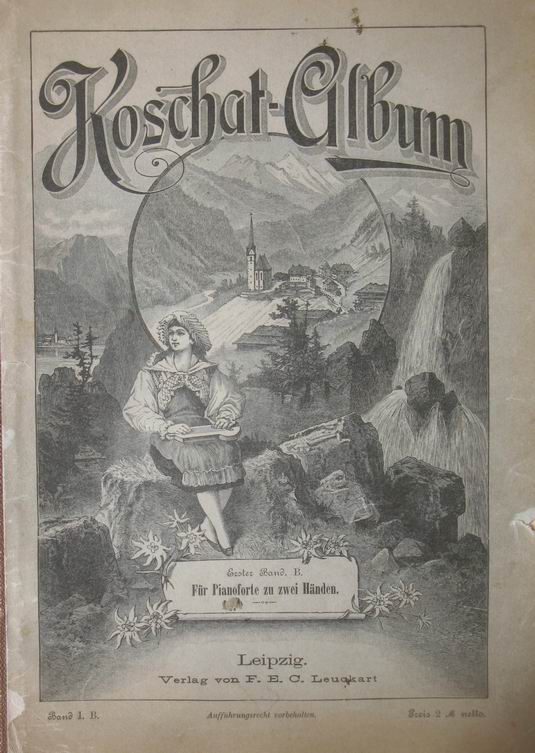 Koschat-Album
Erster Band. B.
Für Pianoforte zu zwei Händen.
Leipzig.
Verlag von F. E. C. Leuckart
Band I. B.
Aufführungsrecht vorbehalten.
Preis 2 M netto.